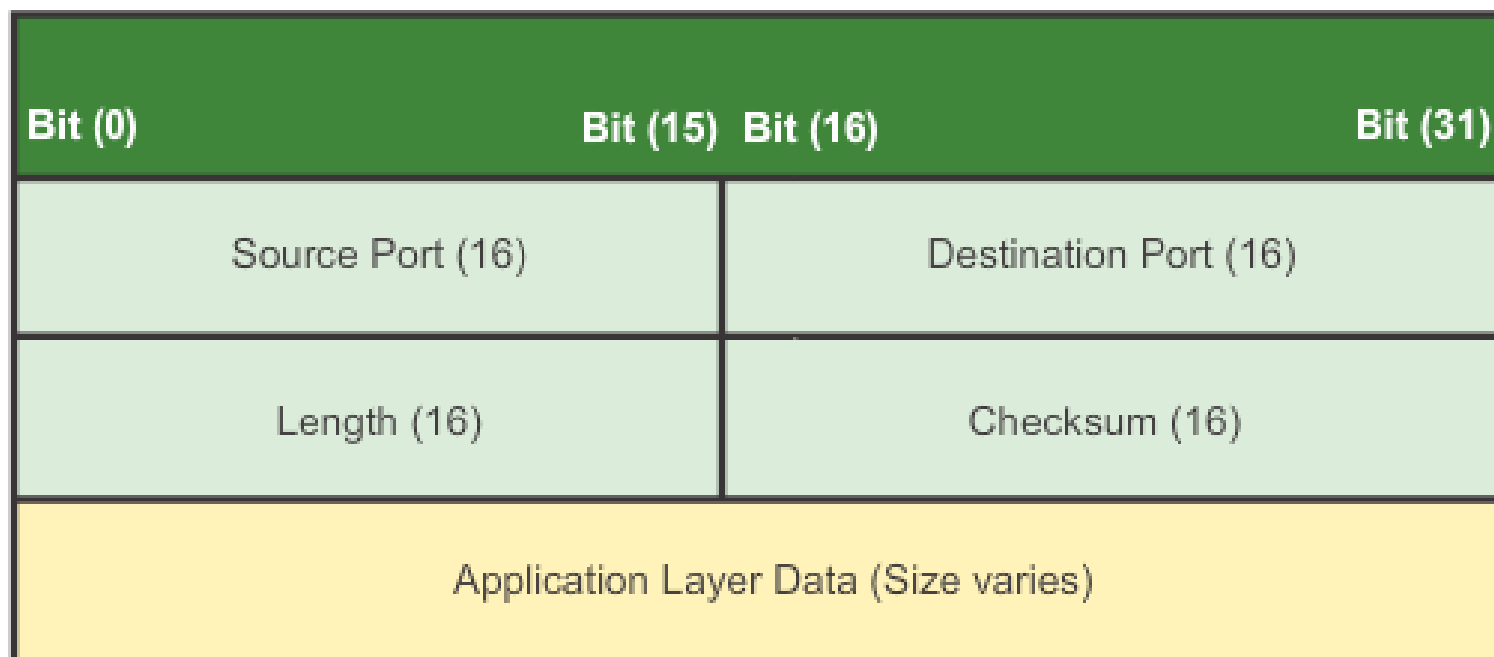 Bit (0) Bit (15) Bit (16) Bit (31)
Source Port (16) Destination Port (16)
Length (16) Checksum (16)
Application Layer Data (Size varies)